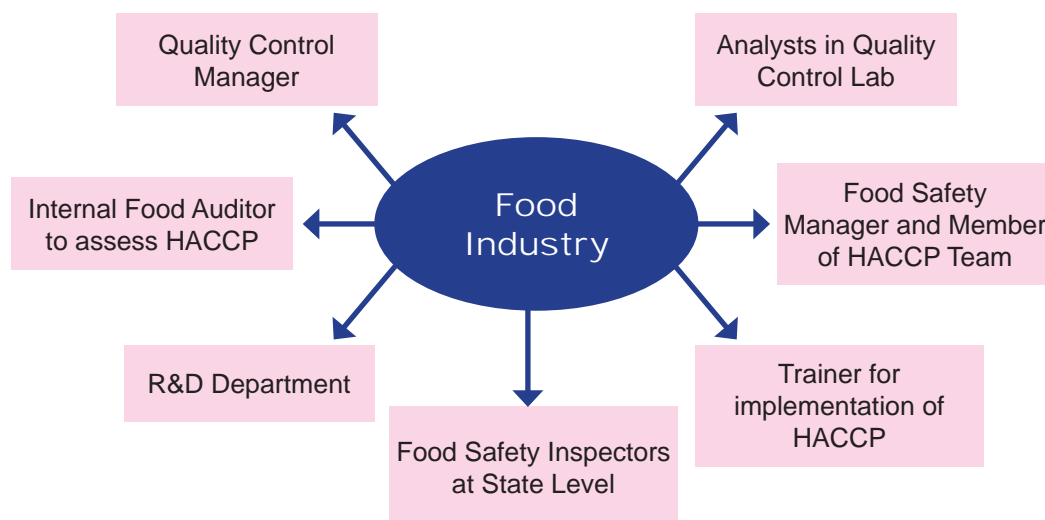 Quality Control
Manager
Analysts in Quality
Control Lab
Internal Food Auditor
to assess HACCP
Food
Industry
Food Safety
Manager and Member
of HACCP Team
R&D Department
Food Safety Inspectors
at State Level
Trainer for
implementation of
HACCP